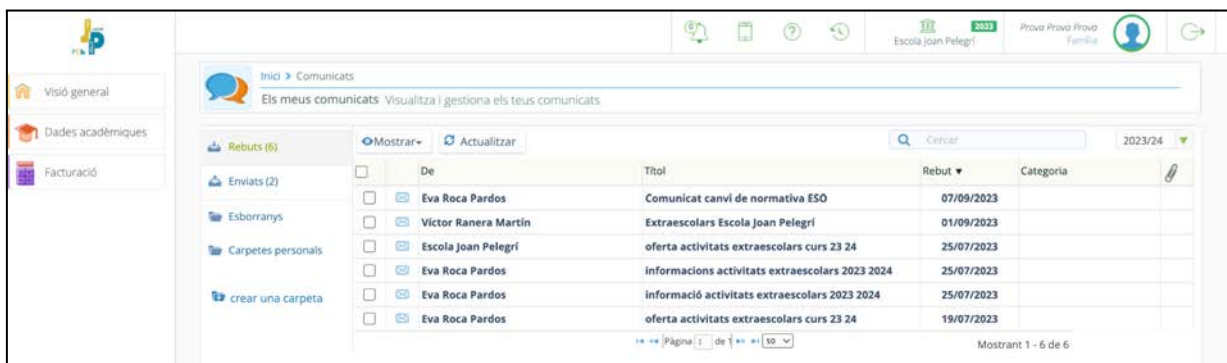 2023
Escola Joan Pelegrí
Prova Prova Prova
Família
Visió general
Dades acadèmiques
Facturació
Inici > Comunicats
Els meus comunicats Visualitza i gestiona els teus comunicats
Rebuts (6)
Enviats (2)
Esborranys
Carpetes personals
crear una carpeta
Mostrar Actualitzar Cercar 2023/24
De Títol Rebut ▼ Categoria
Eva Roca Pardos Comunicat canvi de normativa ESO 07/09/2023
Víctor Ranera Martín Extraescolars Escola Joan Pelegrí 01/09/2023
Escola Joan Pelegrí oferta activitats extraescolars curs 23 24 25/07/2023
Eva Roca Pardos informacions activitats extraescolars 2023 2024 25/07/2023
Eva Roca Pardos informació activitats extraescolars 2023 2024 25/07/2023
Eva Roca Pardos oferta activitats extraescolars curs 23 24 19/07/2023
Pàgina 1 de 1 50
Mostrant 1 - 6 de 6